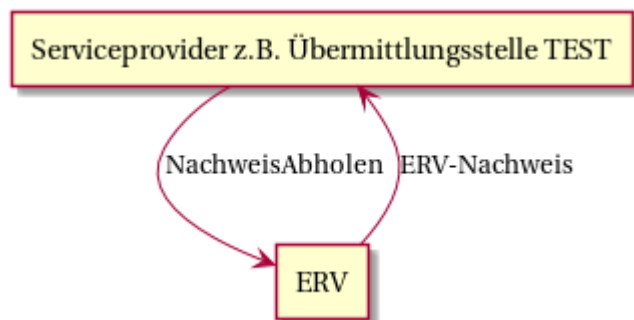 Serviceprovider z.B. Übermittlungsstelle TEST
NachweisAbholen
ERV-Nachweis
ERV